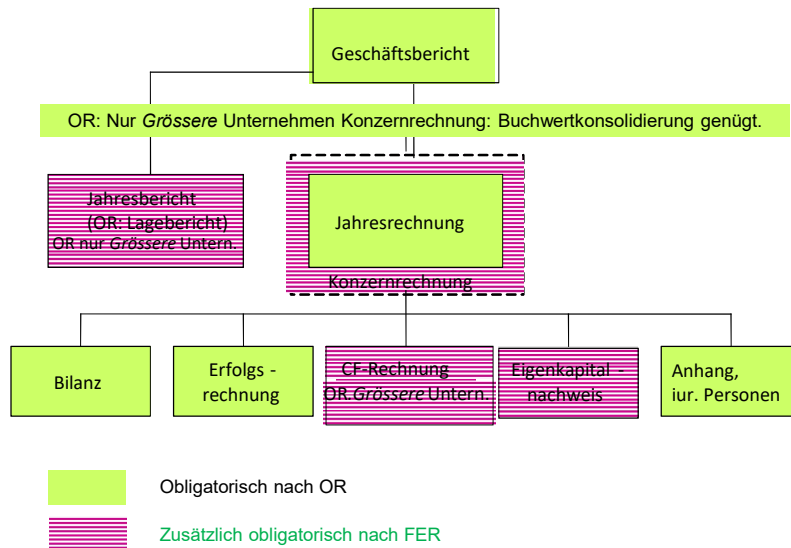 Geschäftsbericht
OR: Nur Grössere Unternehmen Konzernrechnung: Buchwertkonsolidierung genügt.
Jahresbericht
(OR: Lagebericht)
OR nur Grössere Untern.
Jahresrechnung
Konzernrechnung
Bilanz
Erfolgs -
rechnung
CF-Rechnung
OR.Grössere Untern.
Eigenkapital -
nachweis
Anhang,
iur. Personen
Obligatorisch nach OR
Zusätzlich obligatorisch nach FER